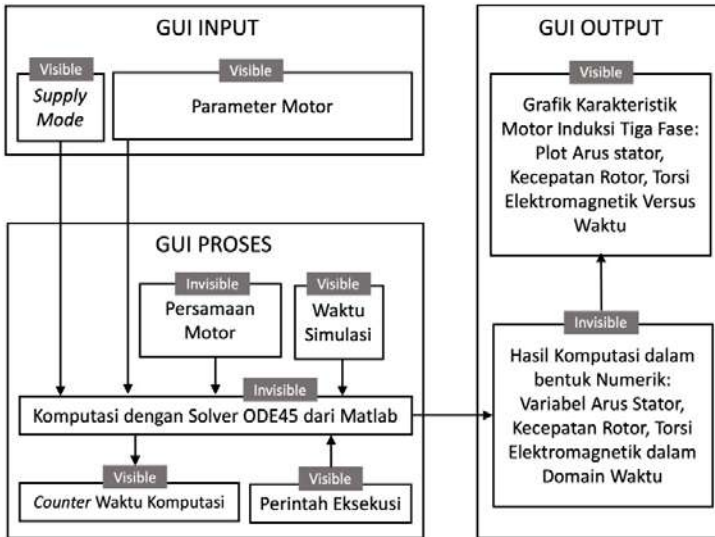 GUI INPUT
Visible
Supply
Mode
Visible
Parameter Motor
GUI PROSES
Invisible
Persamaan
Motor
Visible
Waktu
Simulasi
Invisible
Komputasi dengan Solver ODE45 dari Matlab
Visible
Counter Waktu Komputasi
Visible
Perintah Eksekusi
GUI OUTPUT
Visible
Grafik Karakteristik
Motor Induksi Tiga Fase:
Plot Arus stator,
Kecepatan Rotor, Torsi
Elektromagnetik Versus
Waktu
Invisible
Hasil Komputasi dalam
bentuk Numerik:
Variabel Arus Stator,
Kecepatan Rotor, Torsi
Elektromagnetik dalam
Domain Waktu